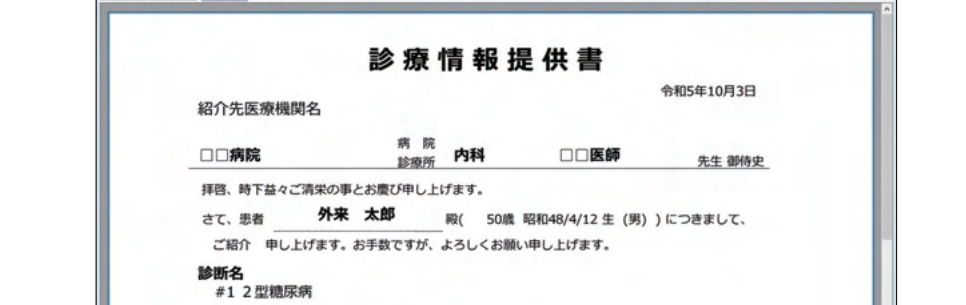 診療情報提供書
令和5年10月3日
紹介先医療機関名
□□病院 病院 診療所 内科 □□医師 先生 御侍史
拝啓、時下益々ご清栄の事とお慶び申し上げます。
さて、患者 外来 太郎 殿( 50歳 昭和48/4/12 生 (男) ) につきまして、
ご紹介 申し上げます。お手数ですが、よろしくお願い申し上げます。
診断名
#1 2型糖尿病